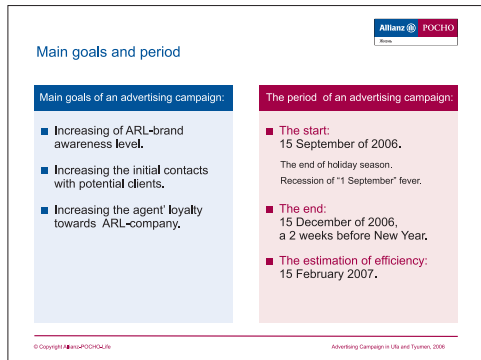 Allianz POCHO
Жизнь
Main goals and period
Main goals of an advertising campaign:
Increasing of ARL-brand
awareness level.
Increasing the initial contacts
with potential clients.
Increasing the agent' loyalty
towards ARL-company.
The period of an advertising campaign:
The start:
15 September of 2006.
The end of holiday season.
Recession of "1 September" fever.
The end:
15 December of 2006,
a 2 weeks before New Year.
The estimation of efficiency:
15 February 2007.
© Copyright Allianz-POCHO-Life
Advertising Campaign in Ufa and Tyumen, 2006